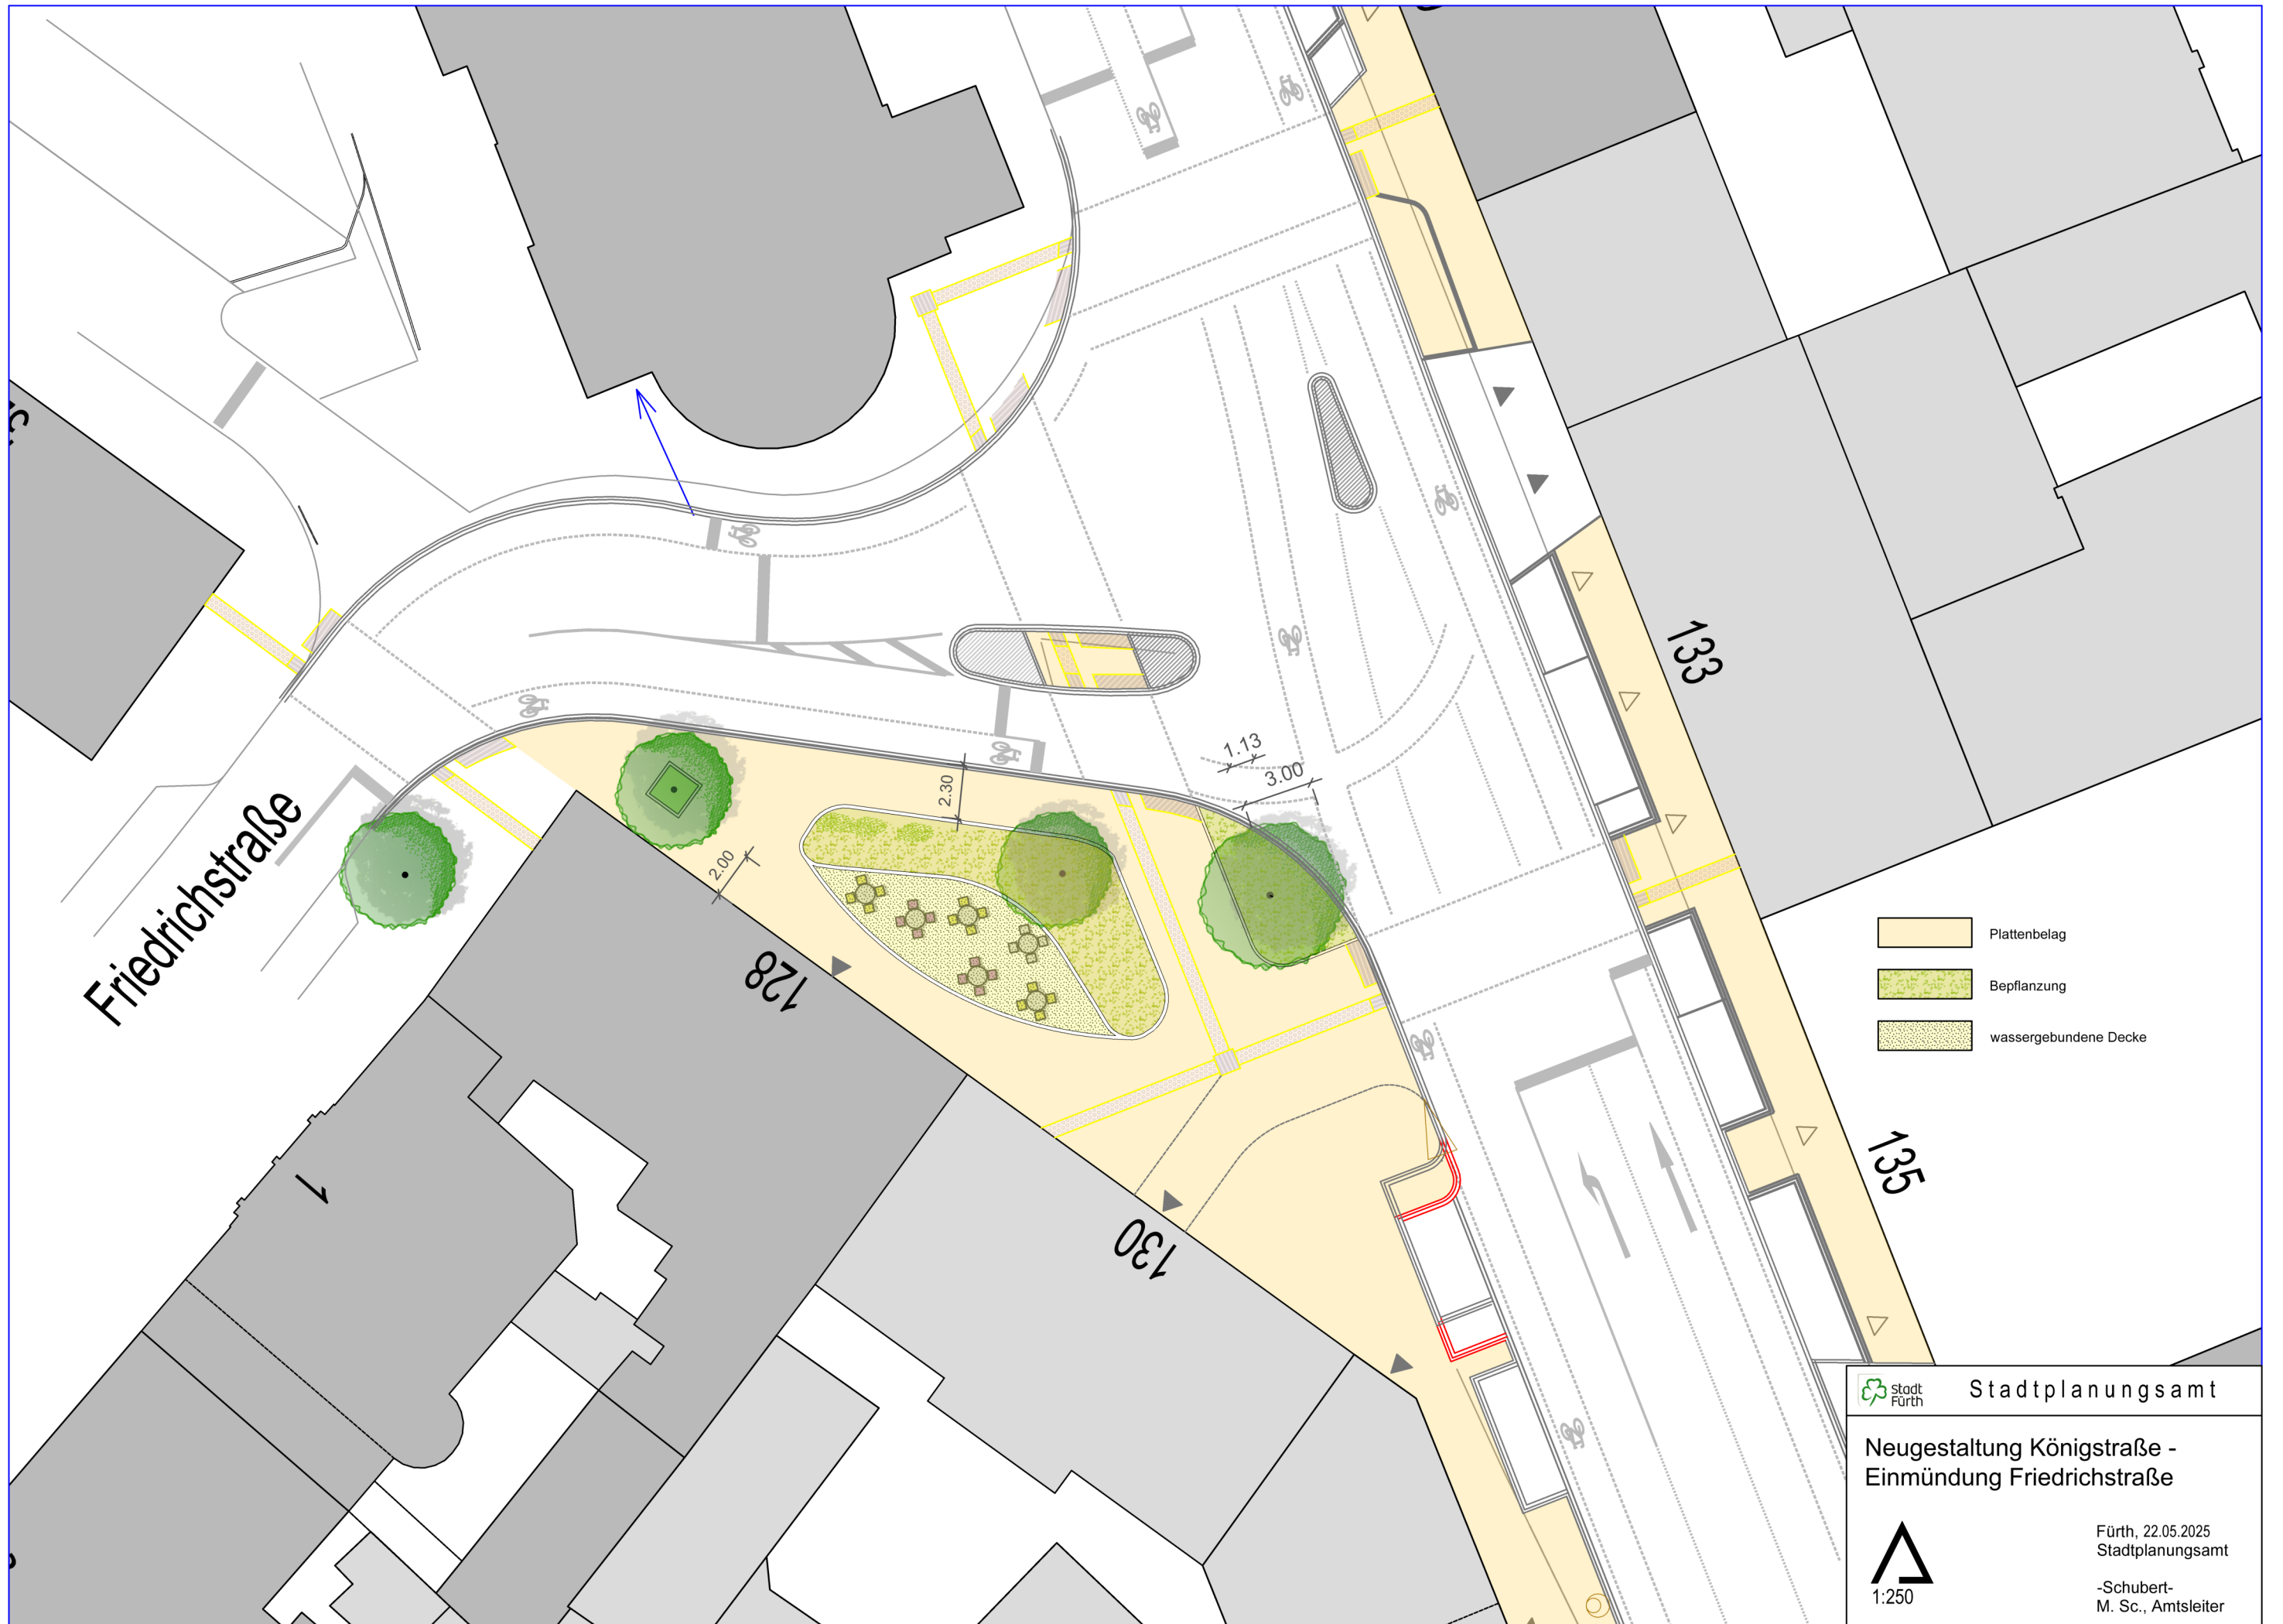 Friedrichstraße
1
128
130
133
135
2.30
2.00
1.13
3.00
Plattenbelag
Bepflanzung
wassergebundene Decke
Stadt
Fürth
Stadtplanungsamt
Neugestaltung Königstraße -
Einmündung Friedrichstraße
1:250
Fürth, 22.05.2025
Stadtplanungsamt
-Schubert-
M. Sc., Amtsleiter